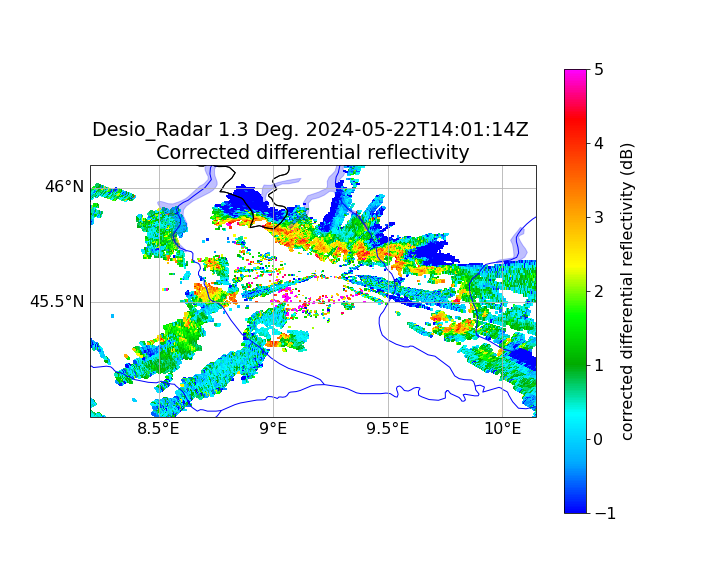 Desio_Radar 1.3 Deg. 2024-05-22T14:01:14Z
Corrected differential reflectivity
46°N
45.5°N
8.5°E
9°E
9.5°E
10°E
5
4
3
2
1
0
−1
corrected differential reflectivity (dB)